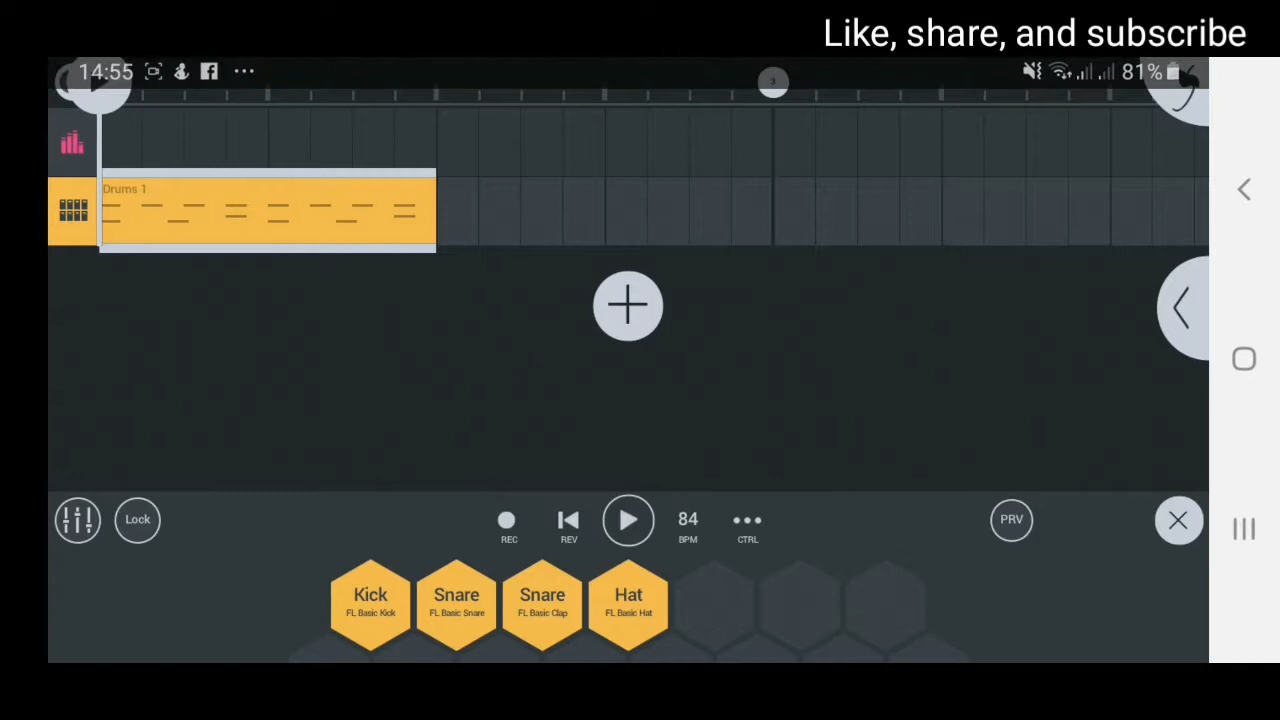 Like, share, and subscribe
14:55
81%
3
Drums 1
Lock
REC
REV
84
BPM
CTRL
PRV
Kick
FL Basic Kick
Snare
FL Basic Snare
Snare
FL Basic Clap
Hat
FL Basic Hat